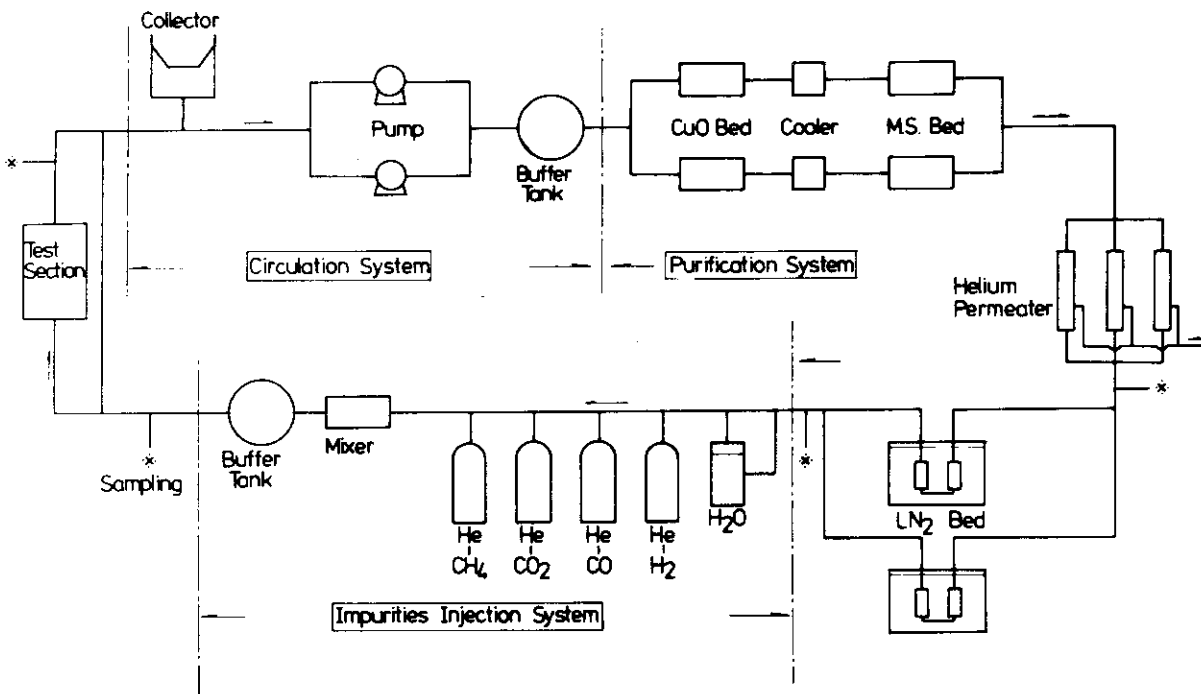 Collector
Pump
Buffer
Tank
CuO Bed
Cooler
M.S. Bed
Test
Section
Circulation System
Purification System
Helium
Permeater
Buffer
Tank
Mixer
Sampling
He
CH4
He
CO2
He
CO
He
H2
H2O
LN2 Bed
Impurities Injection System